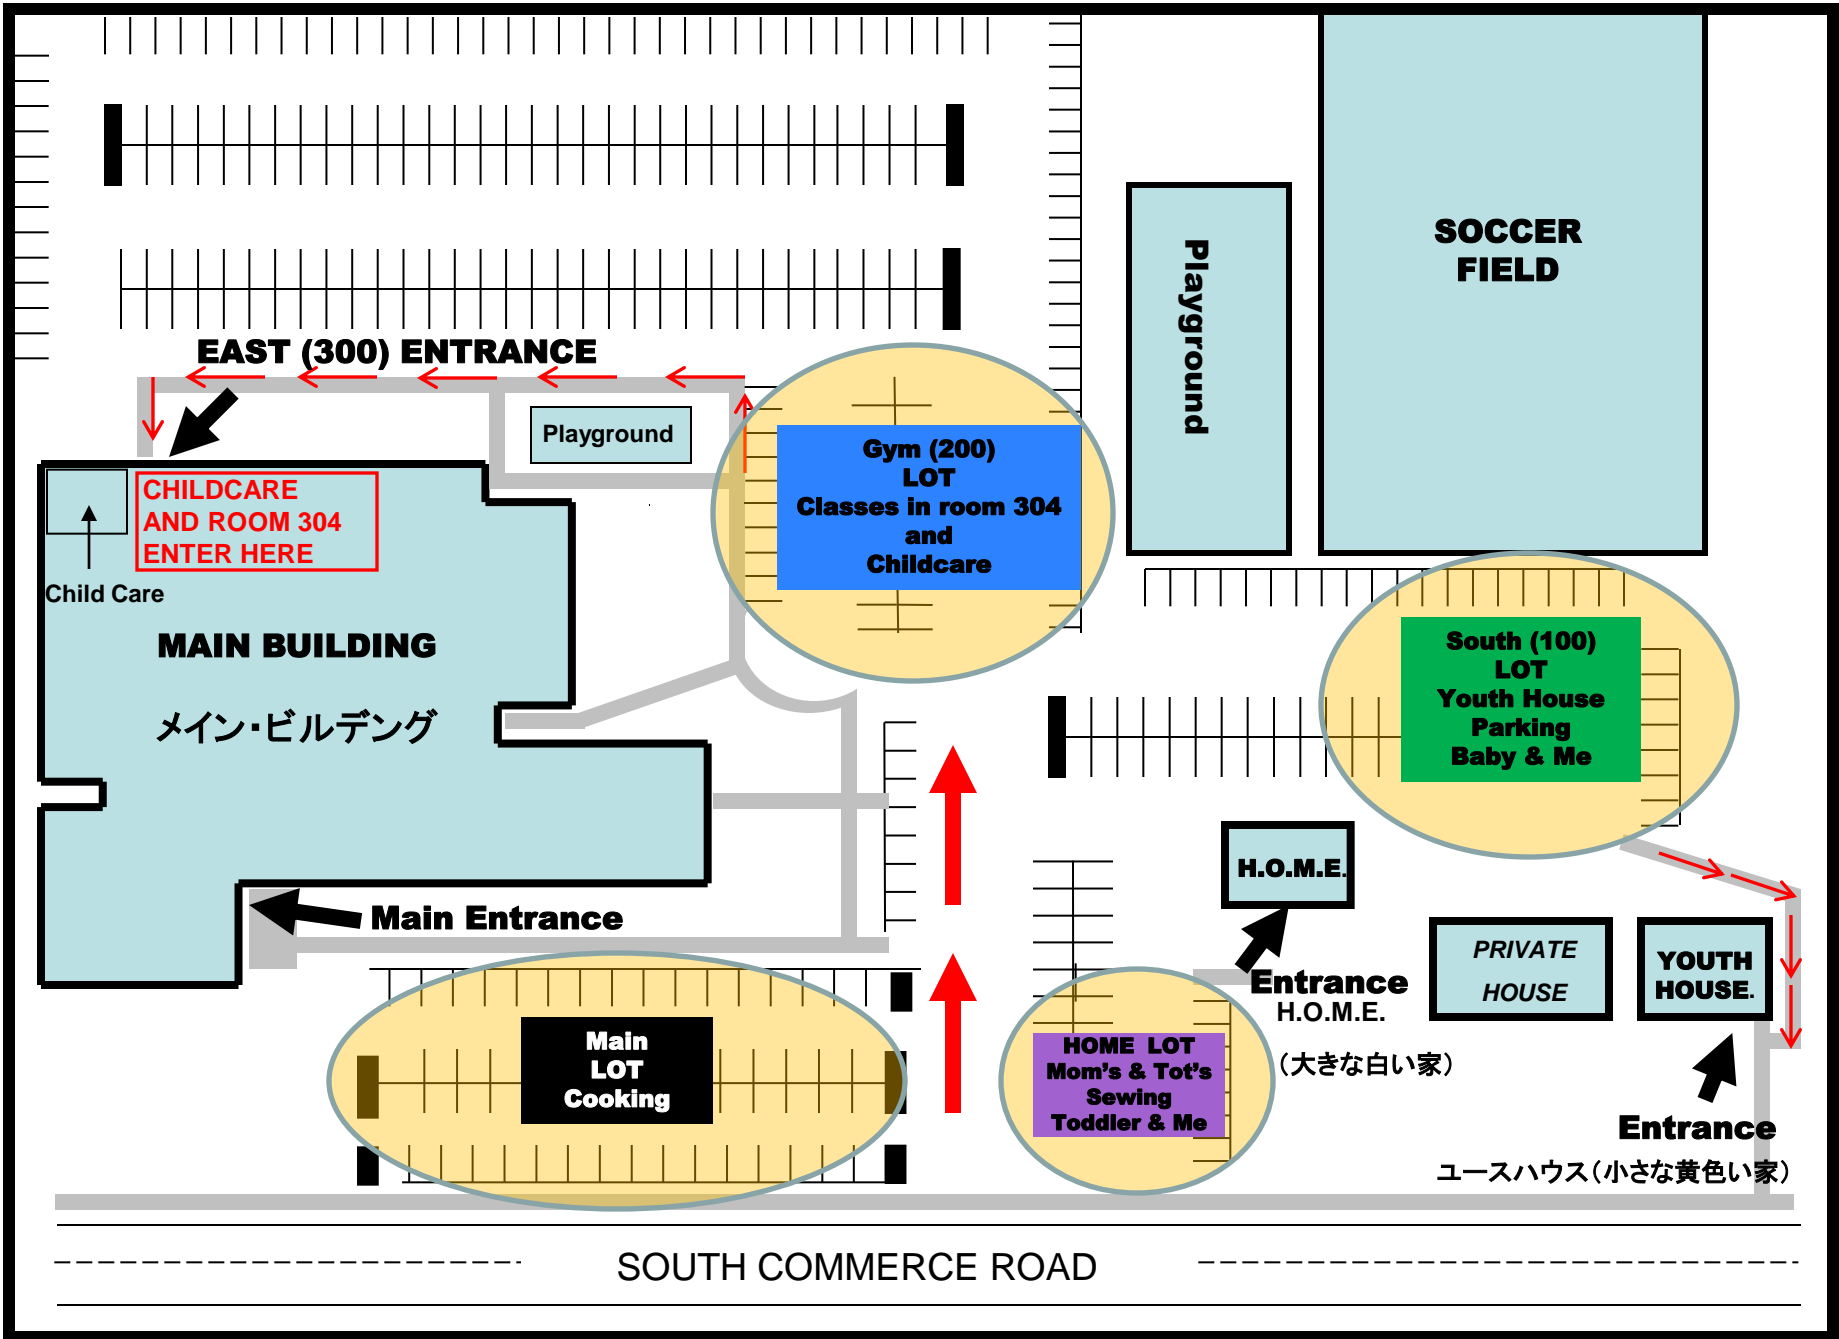 EAST (300) ENTRANCE
Playground
CHILDCARE
AND ROOM 304
ENTER HERE
Child Care
MAIN BUILDING
メイン・ビルデング
Main Entrance
Gym (200)
LOT
Classes in room 304
and
Childcare
Playground
SOCCER
FIELD
South (100)
LOT
Youth House
Parking
Baby & Me
H.O.M.E.
Entrance
H.O.M.E.
（大きな白い家）
PRIVATE
HOUSE
YOUTH
HOUSE.
Entrance
ユースハウス（小さな黄色い家）
Main
LOT
Cooking
HOME LOT
Mom's & Tot's
Sewing
Toddler & Me
SOUTH COMMERCE ROAD